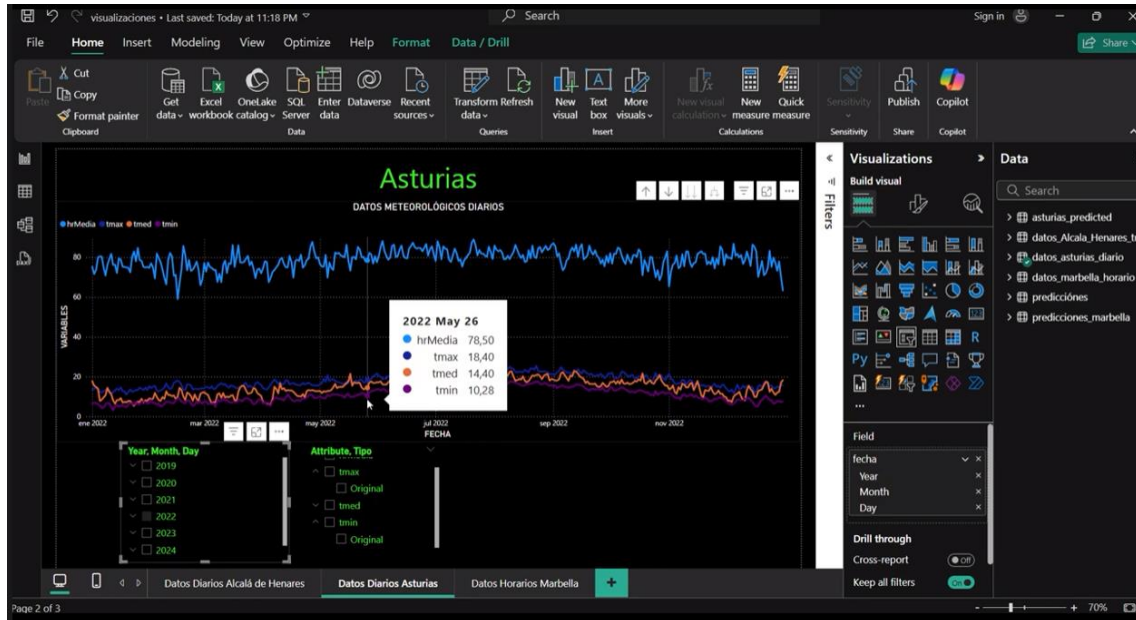 visualizaciones • Last saved: Today at 11:18 PM
Search
Sign in
File Home Insert Modeling View Optimize Help Format Data / Drill
Share
Paste
Cut
Copy
Format painter
Clipboard
Get data
Excel workbook
OneLake catalog
SQL Server
Enter data
Dataverse
Recent sources
Data
Transform data
Refresh
Queries
New visual
Text box
More visuals
Insert
New visual calculation
New measure
Quick measure
Calculations
Sensitivity
Sensitivity
Publish
Share
Copilot
Copilot
Asturias
DATOS METEOROLÓGICOS DIARIOS
hrMedia tmax tmed tmin
VARIABLES
80
60
40
20
0
ene 2022 mar 2022 may 2022 jul 2022 sep 2022 nov 2022
FECHA
2022 May 26
hrMedia 78,50
tmax 18,40
tmed 14,40
tmin 10,28
Year, Month, Day
2019
2020
2021
2022
2023
2024
Attribute, Tipo
tmax
Original
tmed
tmin
Original
Filters
Visualizations
Build visual
R
Py
Field
fecha
Year
Month
Day
Drill through
Cross-report Off
Keep all filters On
Data
Search
asturias_predicted
datos_Alcala_Henares_tr
datos_asturias_diario
datos_marbella_horario
predicciónes
predicciones_marbella
Datos Diarios Alcalá de Henares Datos Diarios Asturias Datos Horarios Marbella
Page 2 of 3
70%